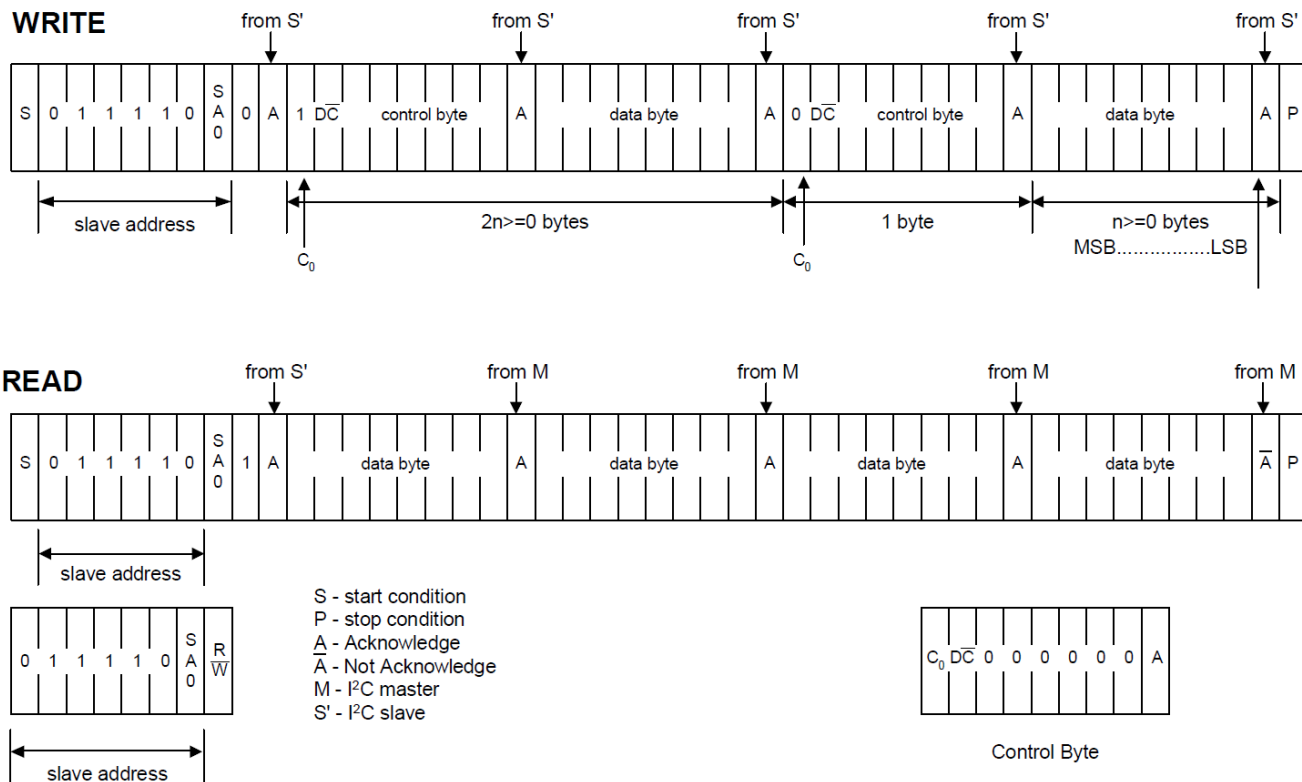 WRITE
from S' from S' from S' from S' from S'
S 0 1 1 1 1 0 SA0 0 A 1 DC̅ control byte A data byte A 0 DC̅ control byte A data byte A P
slave address 2n>=0 bytes 1 byte n>=0 bytes
MSB.................LSB
C₀ C₀
READ
from S' from M from M from M from M
S 0 1 1 1 1 0 SA0 1 A data byte A data byte A data byte A data byte A̅ P
slave address
0 1 1 1 1 0 SA0 R/W̅
slave address
S - start condition
P - stop condition
A - Acknowledge
A̅ - Not Acknowledge
M - I²C master
S' - I²C slave
C₀ DC̅ 0 0 0 0 0 0 A
Control Byte